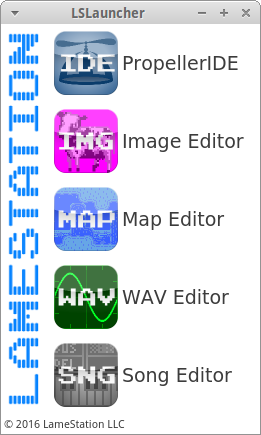 LSLauncher
LAMESTATION
IDE PropellerIDE
IMG Image Editor
MAP Map Editor
WAV WAV Editor
SNG Song Editor
© 2016 LameStation LLC